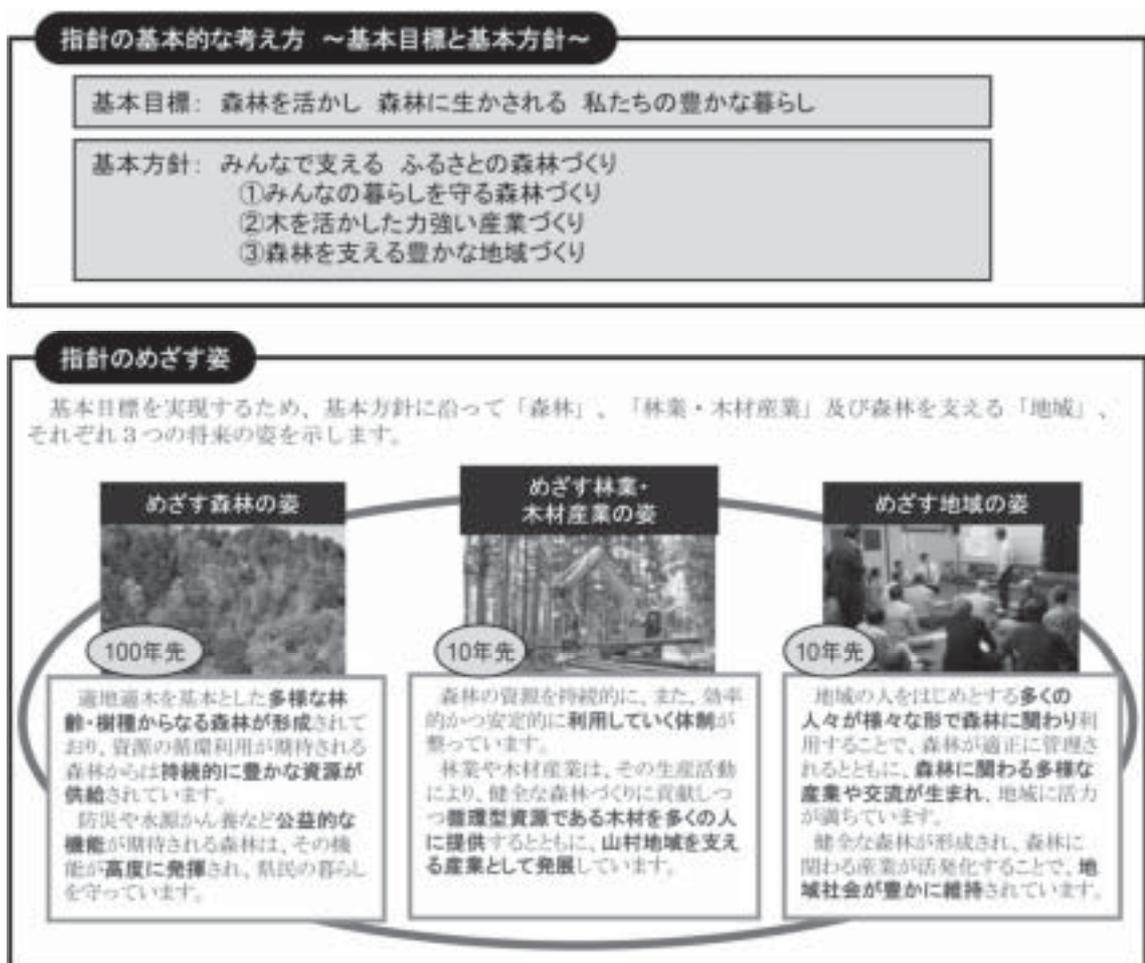 指針の基本的な考え方 ～基本目標と基本方針～
基本目標： 森林を活かし 森林に生かされる 私たちの豊かな暮らし
基本方針： みんなで支える ふるさとの森林づくり
①みんなの暮らしを守る森林づくり
②木を活かした力強い産業づくり
③森林を支える豊かな地域づくり
指針のめざす姿
基本目標を実現するため、基本方針に沿って「森林」、「林業・木材産業」及び森林を支える「地域」、
それぞれ３つの将来の姿を示します。
めざす森林の姿
100年先
適地適木を基本とした多様な林
齢・樹種からなる森林が形成されて
おり、資源の循環利用が期待される
森林からは持続的に豊かな資源が
供給されています。
防災や水源かん養など公益的な
機能が期待される森林は、その機
能が高度に発揮され、県民の暮らし
を守っています。
めざす林業・
木材産業の姿
10年先
森林の資源を持続的に、また、効率
的かつ安定的に利用していく体制が
整っています。
林業や木材産業は、その生産活動
により、健全な森林づくりに貢献しつ
つ循環型資源である木材を多くの人
に提供するとともに、山村地域を支え
る産業として発展しています。
めざす地域の姿
10年先
地域の人をはじめとする多くの
人々が様々な形で森林に関わり利
用することで、森林が適正に管理さ
れるとともに、森林に関わる多様な
産業や交流が生まれ、地域に活力
が満ちています。
健全な森林が形成され、森林に
関わる産業が活発化することで、地
域社会が豊かに維持されています。